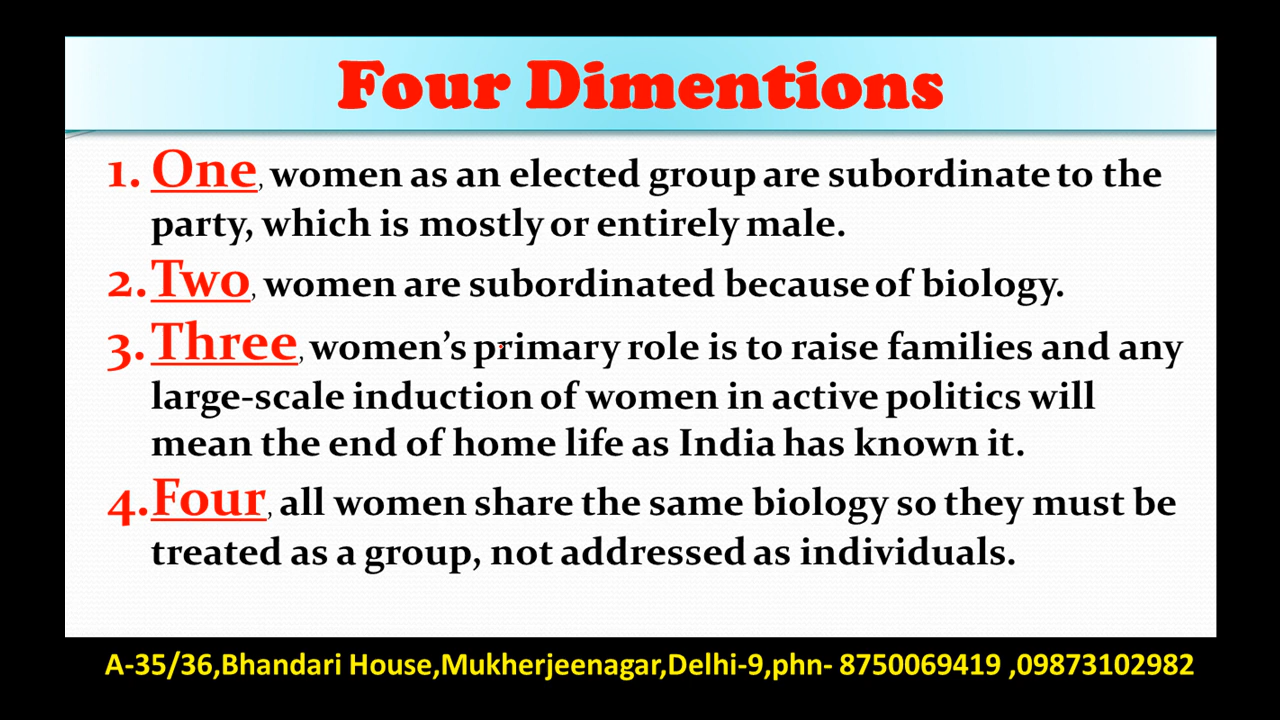 Four Dimentions
1. One, women as an elected group are subordinate to the
party, which is mostly or entirely male.
2. Two, women are subordinated because of biology.
3. Three, women’s primary role is to raise families and any
large-scale induction of women in active politics will
mean the end of home life as India has known it.
4. Four, all women share the same biology so they must be
treated as a group, not addressed as individuals.
A-35/36,Bhandari House,Mukherjeenagar,Delhi-9,phn- 8750069419 ,09873102982